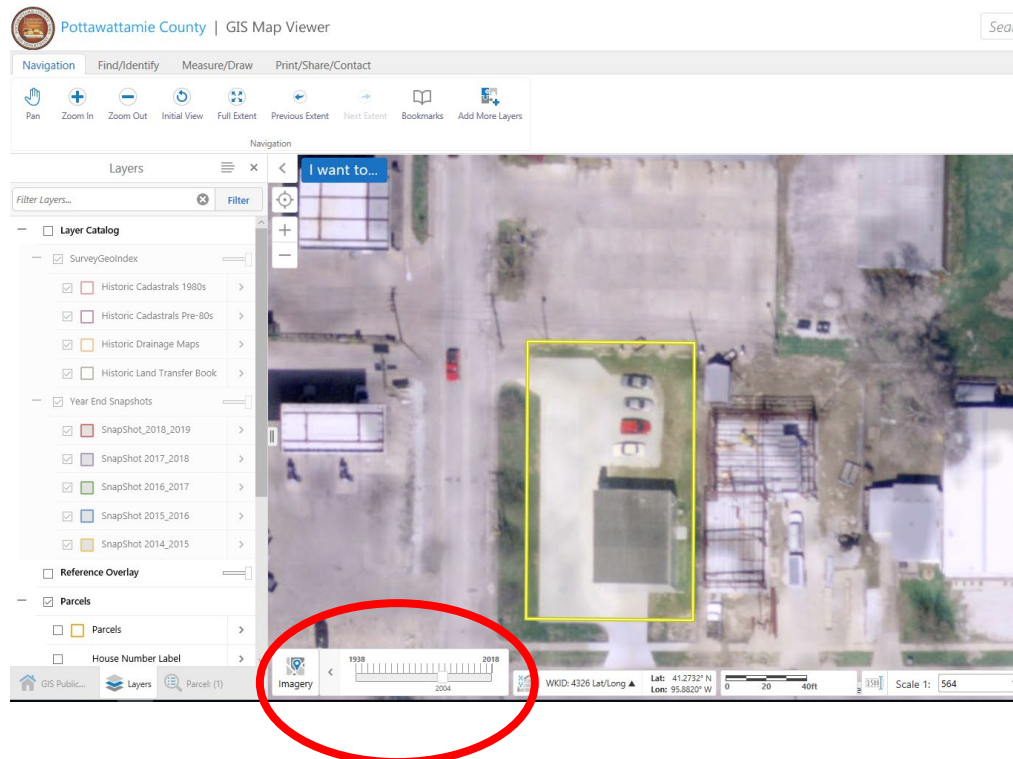 Pottawattamie County | GIS Map Viewer
Navigation Find/Identify Measure/Draw Print/Share/Contact
Pan Zoom In Zoom Out Initial View Full Extent Previous Extent Next Extent Bookmarks Add More Layers
Navigation
Layers
I want to...
Filter Layers... Filter
Layer Catalog
SurveyGeoIndex
Historic Cadastrals 1980s
Historic Cadastrals Pre-80s
Historic Drainage Maps
Historic Land Transfer Book
Year End Snapshots
SnapShot_2018_2019
SnapShot 2017_2018
SnapShot 2016_2017
SnapShot 2015_2016
SnapShot 2014_2015
Reference Overlay
Parcels
Parcels
House Number Label
GIS Public... Layers Parcel: (1)
Imagery
1938 2018
2004
WKID: 4326 Lat/Long
Lat: 41.2732° N
Lon: 95.8820° W
0 20 40ft
Scale 1: 564